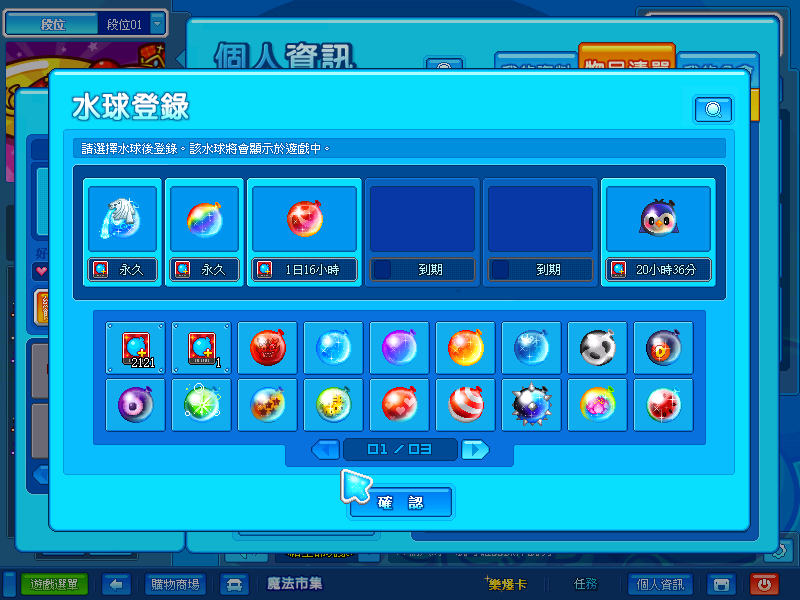 段位 段位01
個人資訊
物品清單
水球登錄
請選擇水球後登錄。該水球將會顯示於遊戲中。
永久 永久 1日16小時 到期 到期 20小時36分
2121 1
01 / 03
確 認
遊戲選單 購物商場 魔法市集 樂爆卡 任務 個人資訊